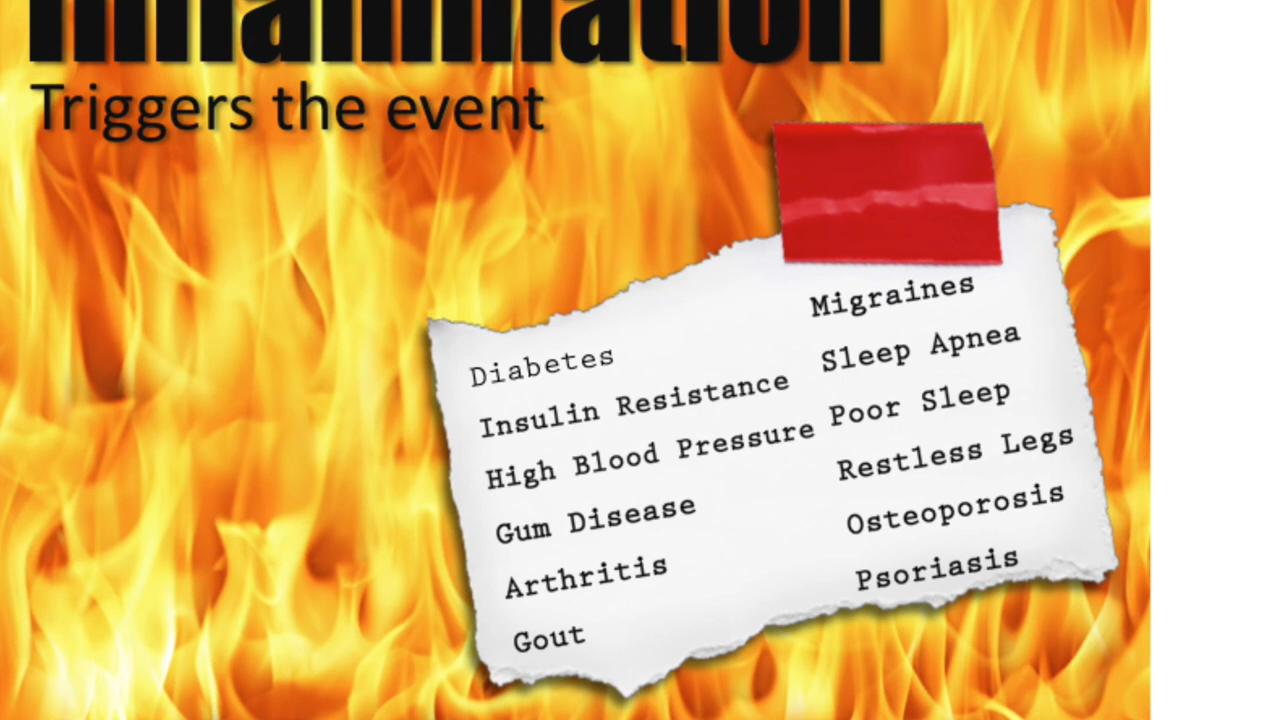 Inflammation
Triggers the event
Diabetes
Insulin Resistance
High Blood Pressure
Gum Disease
Arthritis
Gout
Migraines
Sleep Apnea
Poor Sleep
Restless Legs
Osteoporosis
Psoriasis